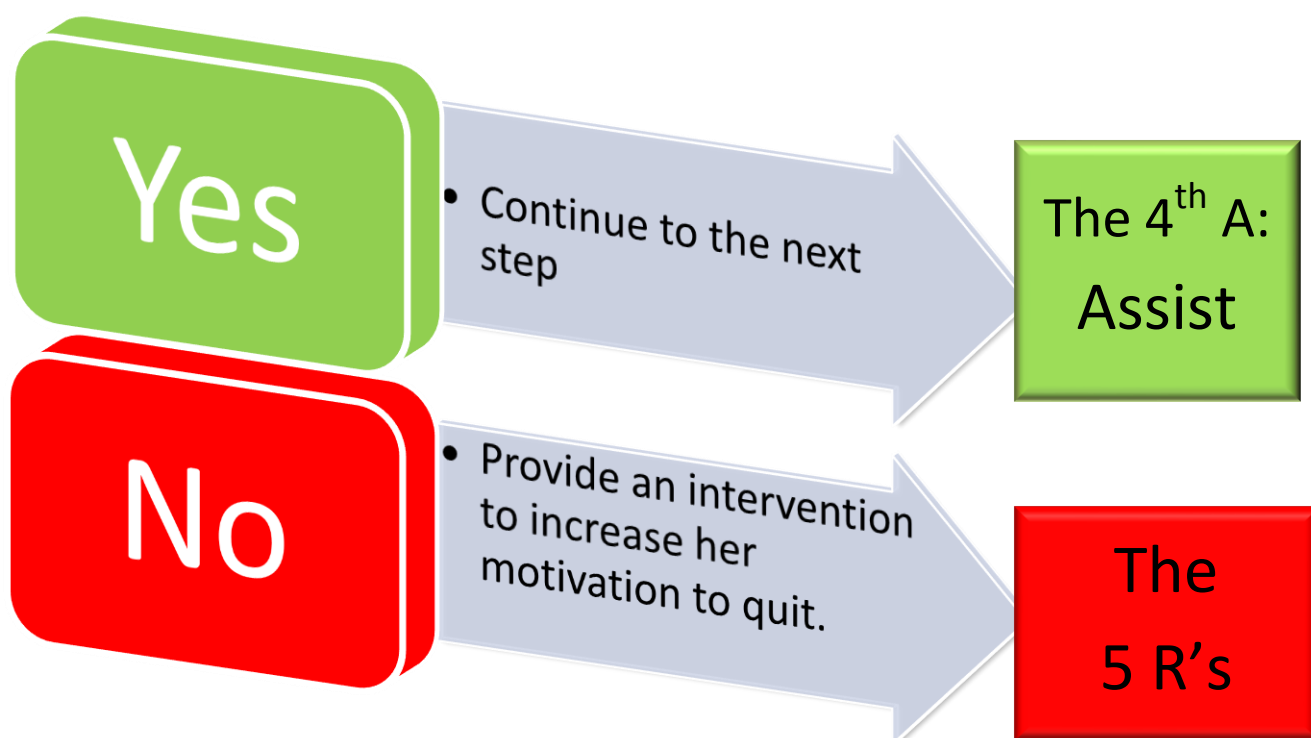 Yes
• Continue to the next
step
The 4th A:
Assist
No
• Provide an intervention
to increase her
motivation to quit.
The
5 R’s